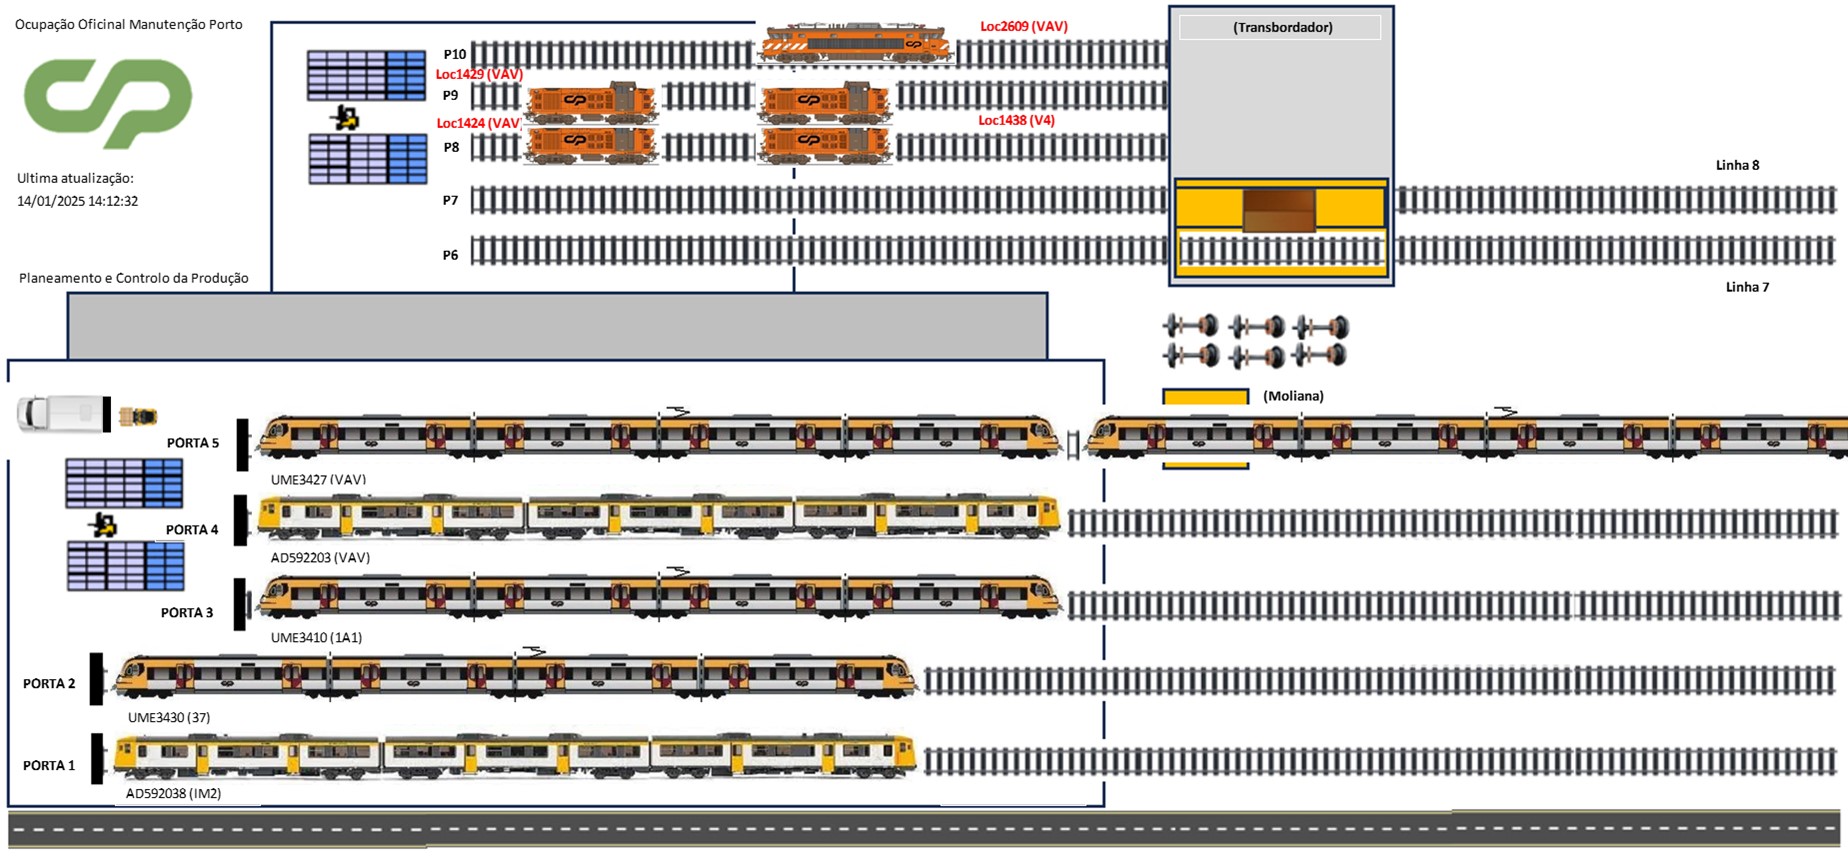 Ocupação Oficinal Manutenção Porto
Loc2609 (VAV)
(Transbordador)
P10
Loc1429 (VAV)
P9
Loc1424 (VAV)
Loc1438 (V4)
P8
Ultima atualização:
14/01/2025 14:12:32
Linha 8
P7
P6
Planeamento e Controlo da Produção
Linha 7
(Moliana)
PORTA 5
UME3427 (VAV)
PORTA 4
AD592203 (VAV)
PORTA 3
UME3410 (1A1)
PORTA 2
UME3430 (37)
PORTA 1
AD592038 (IM2)